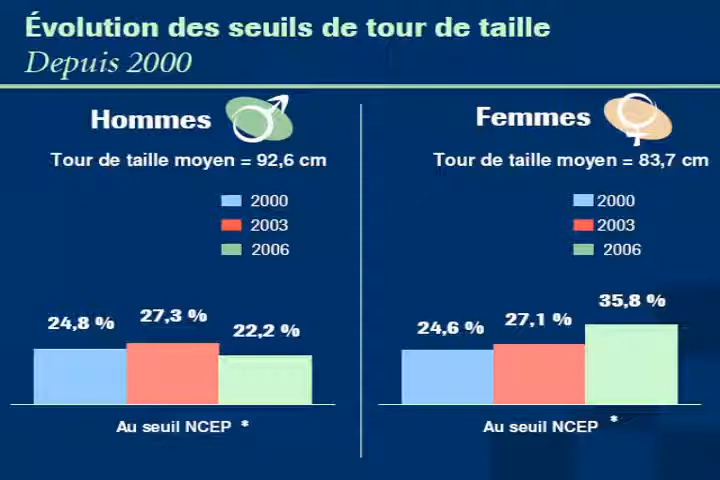 Évolution des seuils de tour de taille
Depuis 2000
Hommes
Tour de taille moyen = 92,6 cm
2000
2003
2006
24,8 %
27,3 %
22,2 %
Au seuil NCEP *
Femmes
Tour de taille moyen = 83,7 cm
2000
2003
2006
24,6 %
27,1 %
35,8 %
Au seuil NCEP *